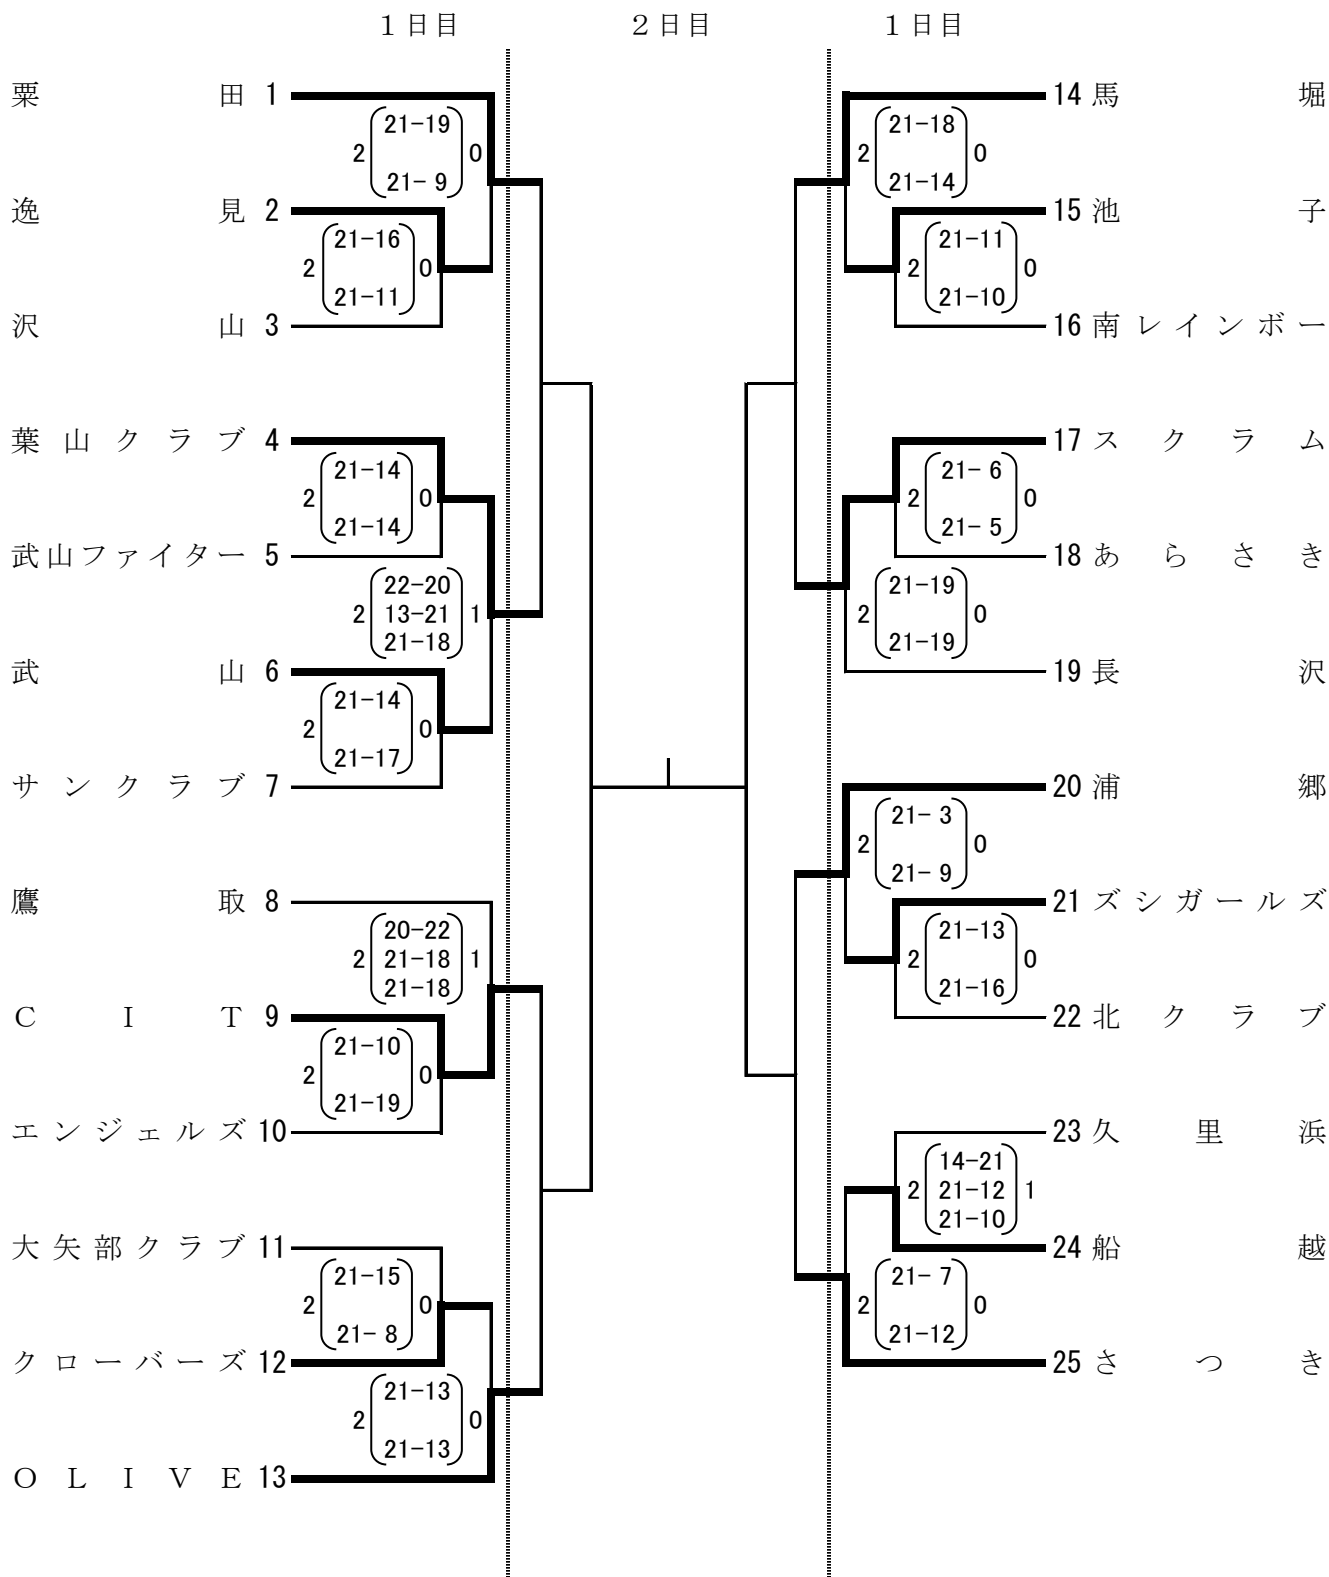 １日目 ２日目 １日目
粟田 1 14 馬堀
21-19 21-18
2 0 2 0
21- 9 21-14
逸見 2 15 池子
21-16 21-11
2 0 2 0
21-11 21-10
沢山 3 16 南レインボー
葉山クラブ 4 17 スクラム
21-14 21- 6
2 0 2 0
21-14 21- 5
武山ファイター 5 18 あらさき
22-20 21-19
2 13-21 1 2 0
21-18 21-19
武山 6 19 長沢
21-14
2 0
21-17
サンクラブ 7 20 浦郷
21- 3
2 0
21- 9
鷹取 8 21 ズシガールズ
20-22 21-13
2 21-18 1 2 0
21-18 21-16
ＣＩＴ 9 22 北クラブ
21-10
2 0
21-19
エンジェルズ 10 23 久里浜
14-21
2 21-12 1
21-10
大矢部クラブ 11 24 船越
21-15 21- 7
2 0 2 0
21- 8 21-12
クローバーズ 12 25 さつき
21-13
2 0
21-13
ＯＬＩＶＥ 13